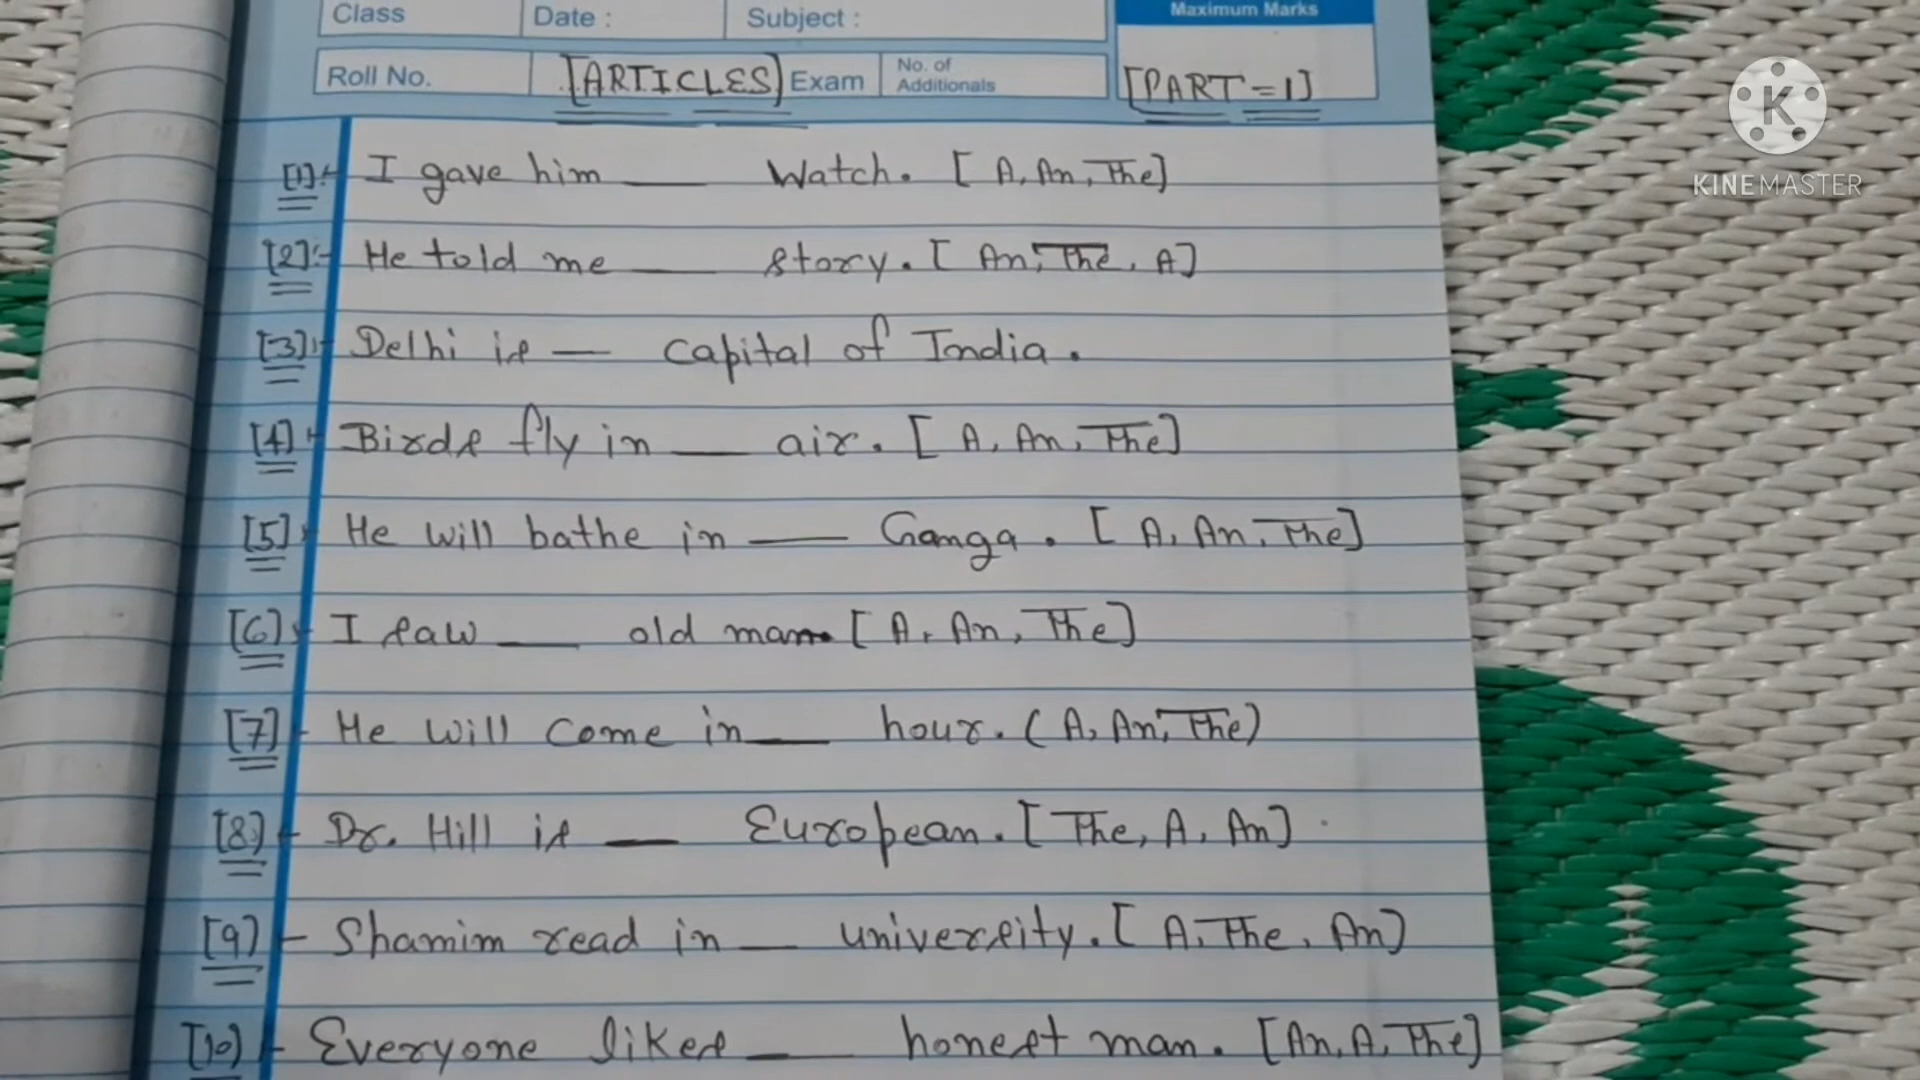 Class Date : Subject : Maximum Marks
Roll No. [ARTICLES] Exam No. of Additionals [PART=1]
[1]:- I gave him ___ Watch. [A, An, The]
[2]:- He told me ___ story. [An, The, A]
[3]:- Delhi is ___ capital of India.
[4]:- Birds fly in ___ air. [A, An, The]
[5]:- He will bathe in ___ Ganga. [A, An, The]
[6]:- I saw ___ old man. [A, An, The]
[7]:- He will come in ___ hour. (A, An, The)
[8]:- Dr. Hill is ___ European. [The, A, An]
[9]:- Shamim read in ___ university. [A, The, An]
[10]:- Everyone likes ___ honest man. [An, A, The]
K
KINEMASTER